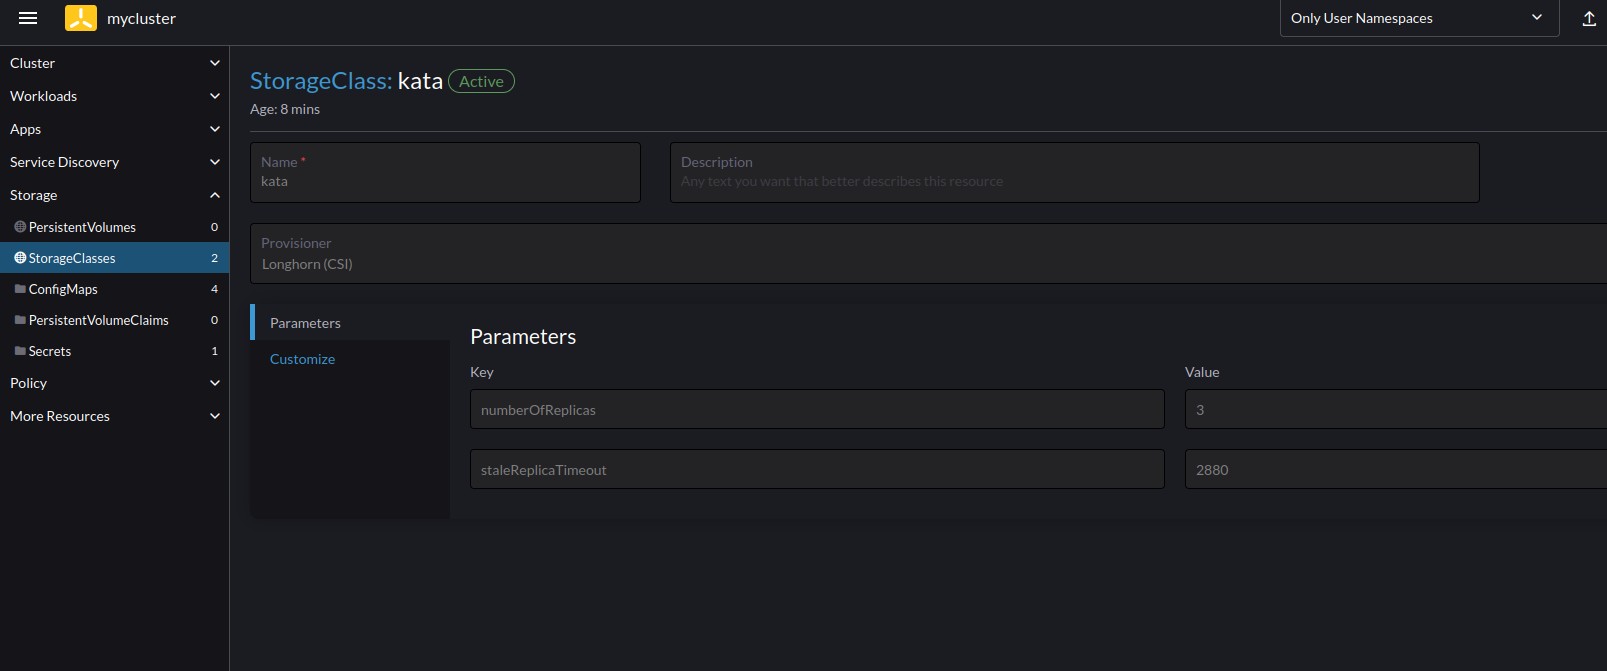 mycluster
Only User Namespaces
Cluster
Workloads
Apps
Service Discovery
Storage
PersistentVolumes 0
StorageClasses 2
ConfigMaps 4
PersistentVolumeClaims 0
Secrets 1
Policy
More Resources
StorageClass: kata Active
Age: 8 mins
Name *
kata
Description
Any text you want that better describes this resource
Provisioner
Longhorn (CSI)
Parameters
Customize
Parameters
Key Value
numberOfReplicas 3
staleReplicaTimeout 2880